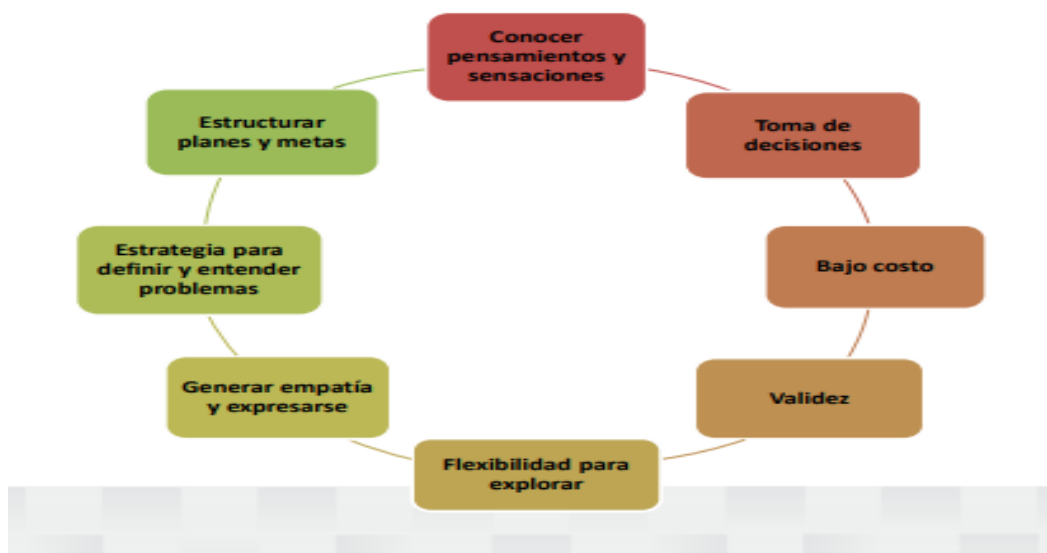 Conocer
pensamientos y
sensaciones
Toma de
decisiones
Bajo costo
Validez
Flexibilidad para
explorar
Generar empatía
y expresarse
Estrategia para
definir y entender
problemas
Estructurar
planes y metas